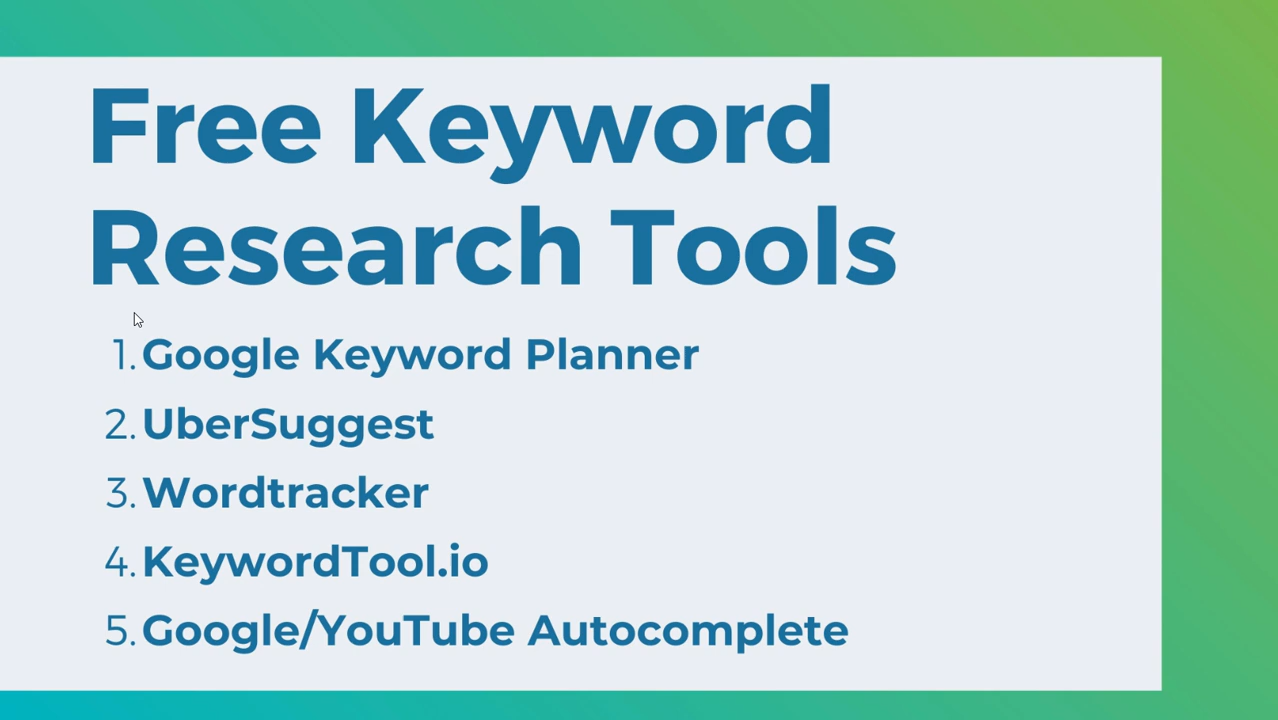 Free Keyword
Research Tools
1. Google Keyword Planner
2. UberSuggest
3. Wordtracker
4. KeywordTool.io
5. Google/YouTube Autocomplete